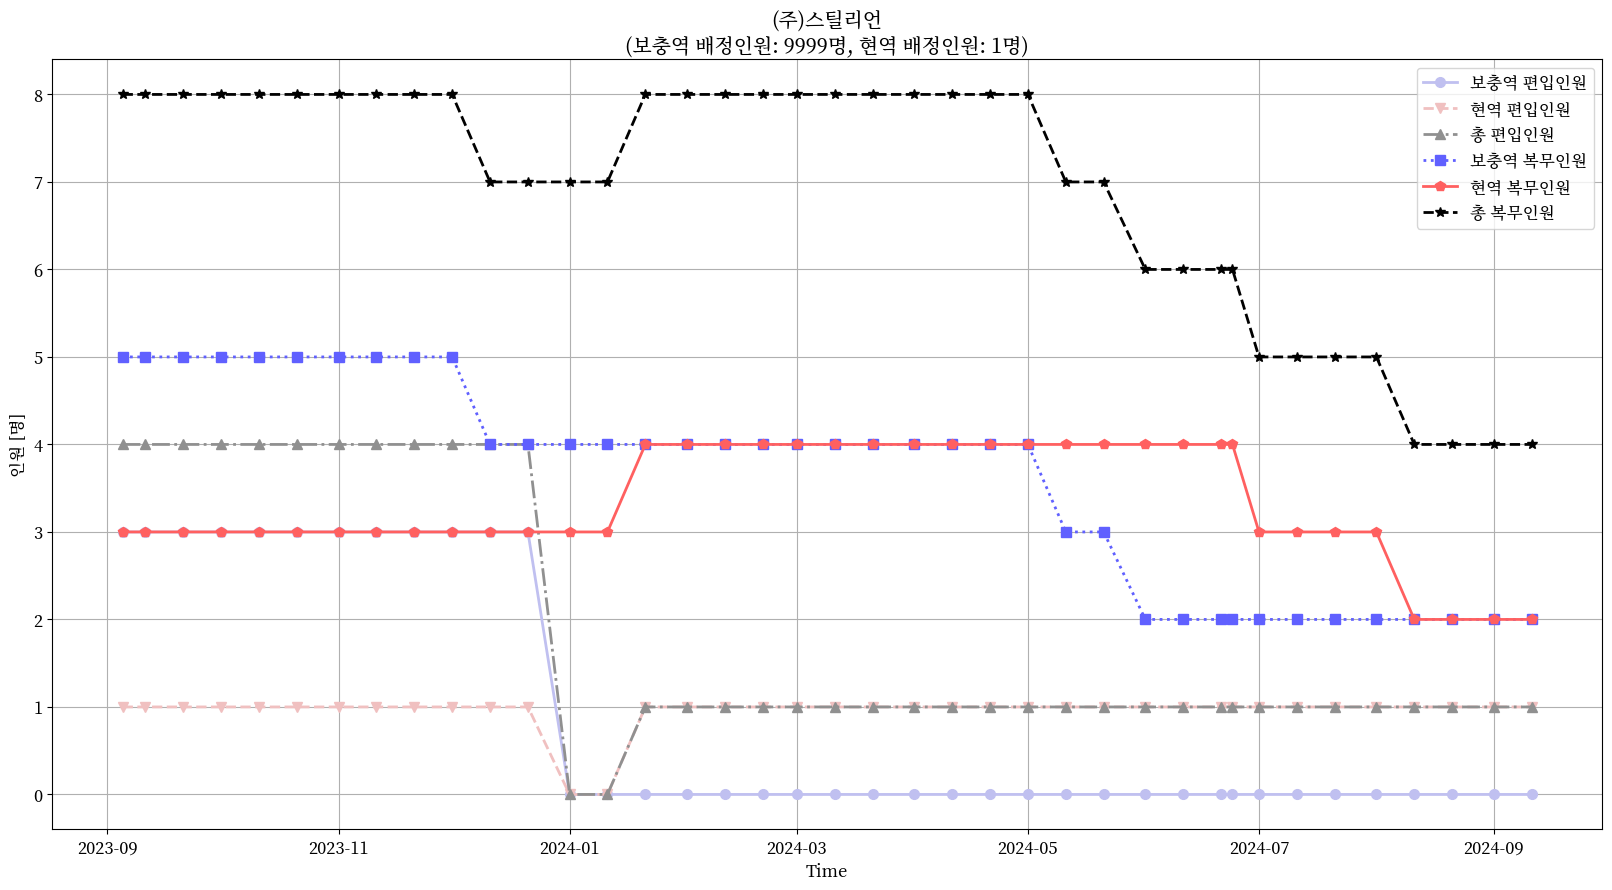 (주)스틸리언
(보충역 배정인원: 9999명, 현역 배정인원: 1명)
보충역 편입인원
현역 편입인원
총 편입인원
보충역 복무인원
현역 복무인원
총 복무인원
인원 [명]
8
7
6
5
4
3
2
1
0
2023-09 2023-11 2024-01 2024-03 2024-05 2024-07 2024-09
Time